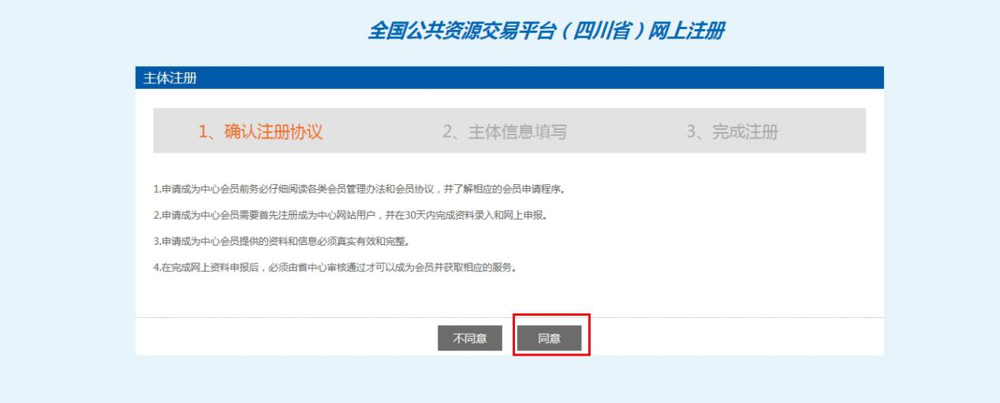 全国公共资源交易平台（四川省）网上注册
主体注册
1、确认注册协议 2、主体信息填写 3、完成注册
1.申请成为中心会员前务必仔细阅读各类会员管理办法和会员协议，并了解相应的会员申请程序。
2.申请成为中心会员需要首先注册成为中心网站用户，并在30天内完成资料录入和网上申报。
3.申请成为中心会员提供的资料和信息必须真实有效和完整。
4.在完成网上资料申报后，必须由省中心审核通过才可以成为会员并获取相应的服务。
不同意 同意